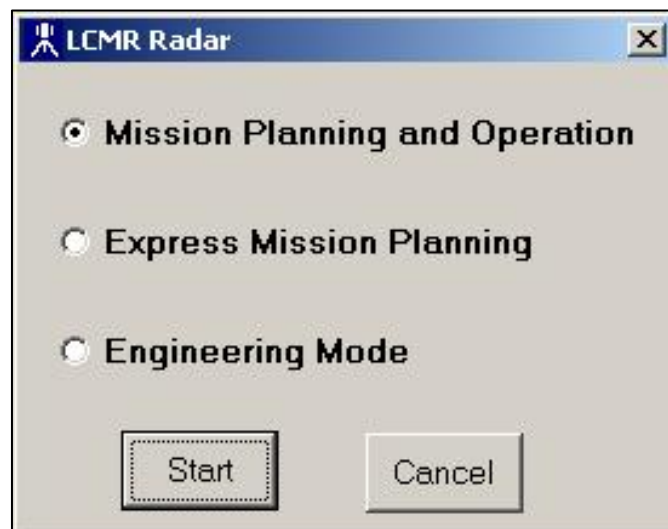 LCMR Radar
Mission Planning and Operation
Express Mission Planning
Engineering Mode
Start Cancel